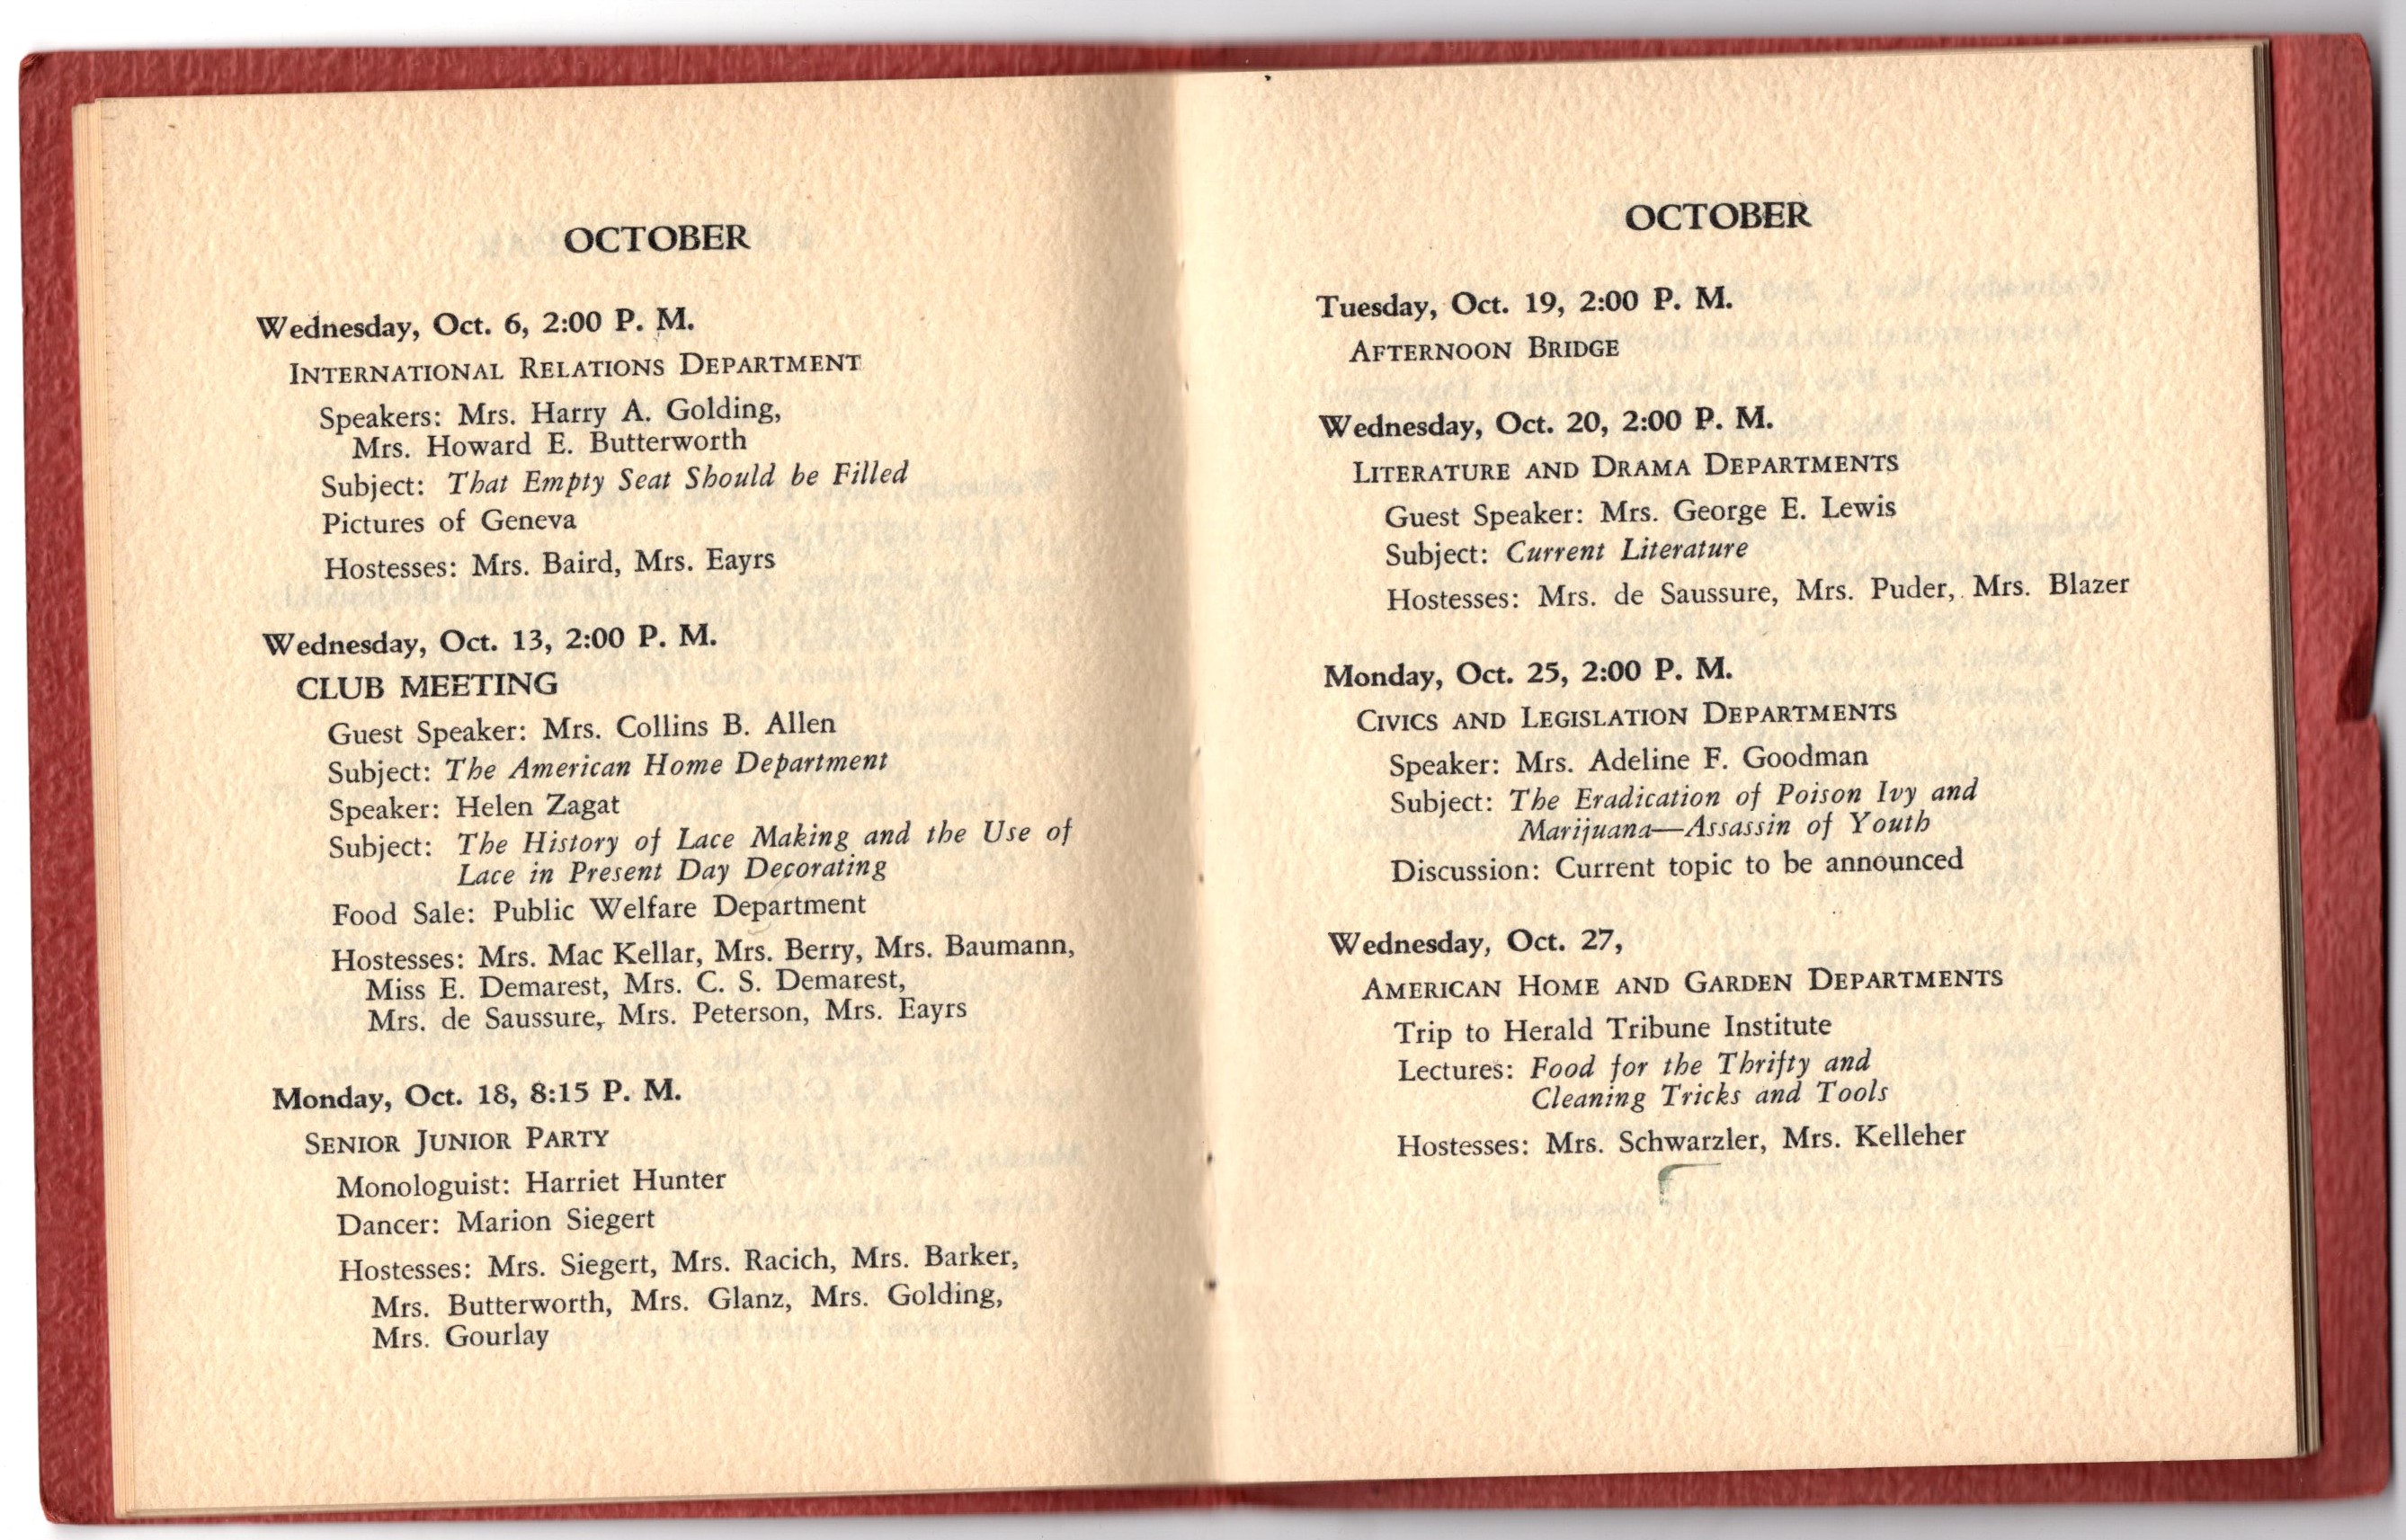 OCTOBER
Wednesday, Oct. 6, 2:00 P. M.
INTERNATIONAL RELATIONS DEPARTMENT
Speakers: Mrs. Harry A. Golding,
Mrs. Howard E. Butterworth
Subject: That Empty Seat Should be Filled
Pictures of Geneva
Hostesses: Mrs. Baird, Mrs. Eayrs
Wednesday, Oct. 13, 2:00 P. M.
CLUB MEETING
Guest Speaker: Mrs. Collins B. Allen
Subject: The American Home Department
Speaker: Helen Zagat
Subject: The History of Lace Making and the Use of
Lace in Present Day Decorating
Food Sale: Public Welfare Department
Hostesses: Mrs. Mac Kellar, Mrs. Berry, Mrs. Baumann,
Miss E. Demarest, Mrs. C. S. Demarest,
Mrs. de Saussure, Mrs. Peterson, Mrs. Eayrs
Monday, Oct. 18, 8:15 P. M.
SENIOR JUNIOR PARTY
Monologuist: Harriet Hunter
Dancer: Marion Siegert
Hostesses: Mrs. Siegert, Mrs. Racich, Mrs. Barker,
Mrs. Butterworth, Mrs. Glanz, Mrs. Golding,
Mrs. Gourlay
OCTOBER
Tuesday, Oct. 19, 2:00 P. M.
AFTERNOON BRIDGE
Wednesday, Oct. 20, 2:00 P. M.
LITERATURE AND DRAMA DEPARTMENTS
Guest Speaker: Mrs. George E. Lewis
Subject: Current Literature
Hostesses: Mrs. de Saussure, Mrs. Puder, Mrs. Blazer
Monday, Oct. 25, 2:00 P. M.
CIVICS AND LEGISLATION DEPARTMENTS
Speaker: Mrs. Adeline F. Goodman
Subject: The Eradication of Poison Ivy and
Marijuana—Assassin of Youth
Discussion: Current topic to be announced
Wednesday, Oct. 27,
AMERICAN HOME AND GARDEN DEPARTMENTS
Trip to Herald Tribune Institute
Lectures: Food for the Thrifty and
Cleaning Tricks and Tools
Hostesses: Mrs. Schwarzler, Mrs. Kelleher